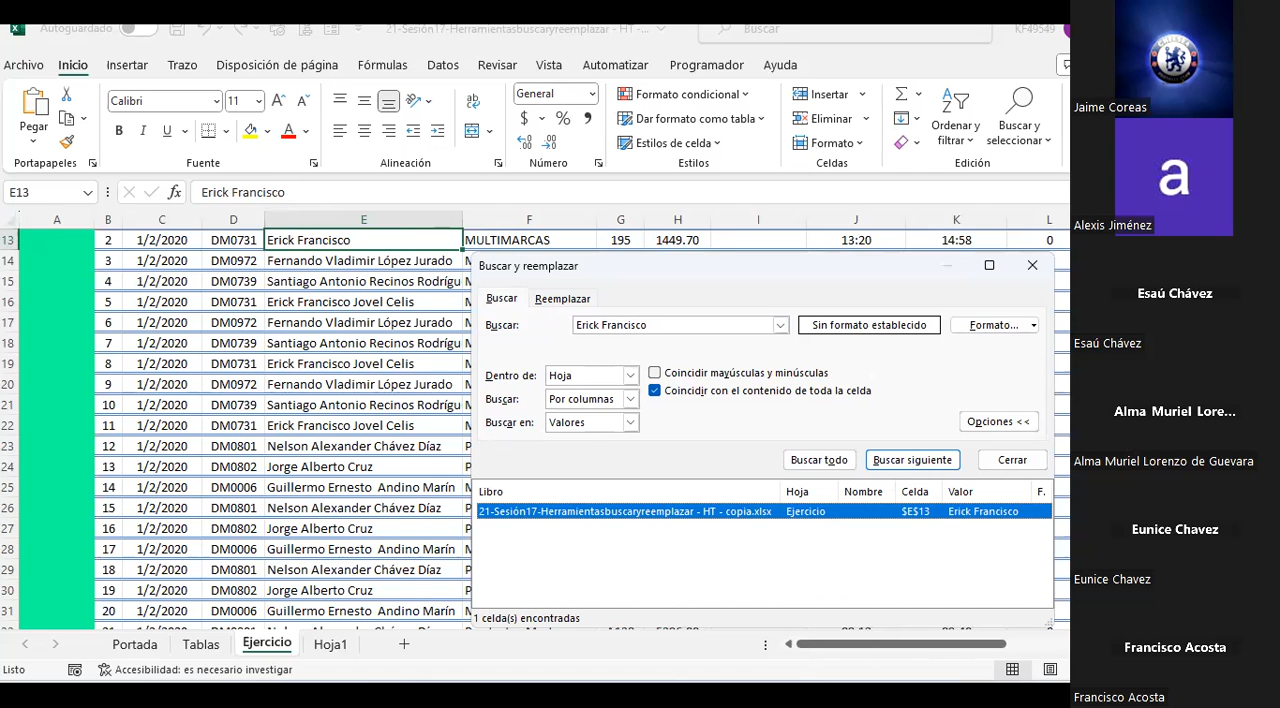 Autoguardado
21-Sesión17-Herramientasbuscaryreemplazar - HT -...
Buscar
KF49549
Archivo Inicio Insertar Trazo Disposición de página Fórmulas Datos Revisar Vista Automatizar Programador Ayuda
Pegar
Calibri 11
N K S
General
$ %
Formato condicional
Dar formato como tabla
Estilos de celda
Insertar
Eliminar
Formato
Ordenar y filtrar
Buscar y seleccionar
Portapapeles Fuente Alineación Número Estilos Celdas Edición
E13 fx Erick Francisco
A B C D E F G H I J K L
13 2 1/2/2020 DM0731 Erick Francisco MULTIMARCAS 195 1449.70 13:20 14:58 0
14 3 1/2/2020 DM0972 Fernando Vladimir López Jurado
15 4 1/2/2020 DM0739 Santiago Antonio Recinos Rodrígu
16 5 1/2/2020 DM0731 Erick Francisco Jovel Celis
17 6 1/2/2020 DM0972 Fernando Vladimir López Jurado
18 7 1/2/2020 DM0739 Santiago Antonio Recinos Rodrígu
19 8 1/2/2020 DM0731 Erick Francisco Jovel Celis
20 9 1/2/2020 DM0972 Fernando Vladimir López Jurado
21 10 1/2/2020 DM0739 Santiago Antonio Recinos Rodrígu
22 11 1/2/2020 DM0731 Erick Francisco Jovel Celis
23 12 1/2/2020 DM0801 Nelson Alexander Chávez Díaz
24 13 1/2/2020 DM0802 Jorge Alberto Cruz
25 14 1/2/2020 DM0006 Guillermo Ernesto Andino Marín
26 15 1/2/2020 DM0801 Nelson Alexander Chávez Díaz
27 16 1/2/2020 DM0802 Jorge Alberto Cruz
28 17 1/2/2020 DM0006 Guillermo Ernesto Andino Marín
29 18 1/2/2020 DM0801 Nelson Alexander Chávez Díaz
30 19 1/2/2020 DM0802 Jorge Alberto Cruz
31 20 1/2/2020 DM0006 Guillermo Ernesto Andino Marín
Buscar y reemplazar
Buscar Reemplazar
Buscar: Erick Francisco Sin formato establecido Formato...
Dentro de: Hoja Coincidir mayúsculas y minúsculas
Buscar: Por columnas Coincidir con el contenido de toda la celda
Buscar en: Valores
Opciones <<
Buscar todo Buscar siguiente Cerrar
Libro Hoja Nombre Celda Valor F.
21-Sesión17-Herramientasbuscaryreemplazar - HT - copia.xlsx Ejercicio $E$13 Erick Francisco
1 celda(s) encontradas
Portada Tablas Ejercicio Hoja1
Listo Accesibilidad: es necesario investigar
Jaime Coreas
a
Alexis Jiménez
Esaú Chávez
Esaú Chávez
Alma Muriel Lore...
Alma Muriel Lorenzo de Guevara
Eunice Chavez
Eunice Chavez
Francisco Acosta
Francisco Acosta